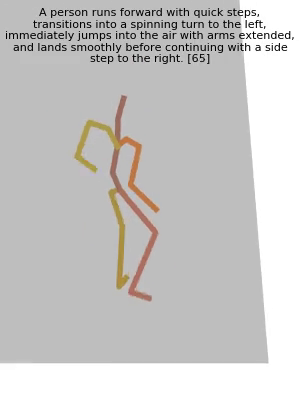 A person runs forward with quick steps,
transitions into a spinning turn to the left,
immediately jumps into the air with arms extended,
and lands smoothly before continuing with a side
step to the right. [65]